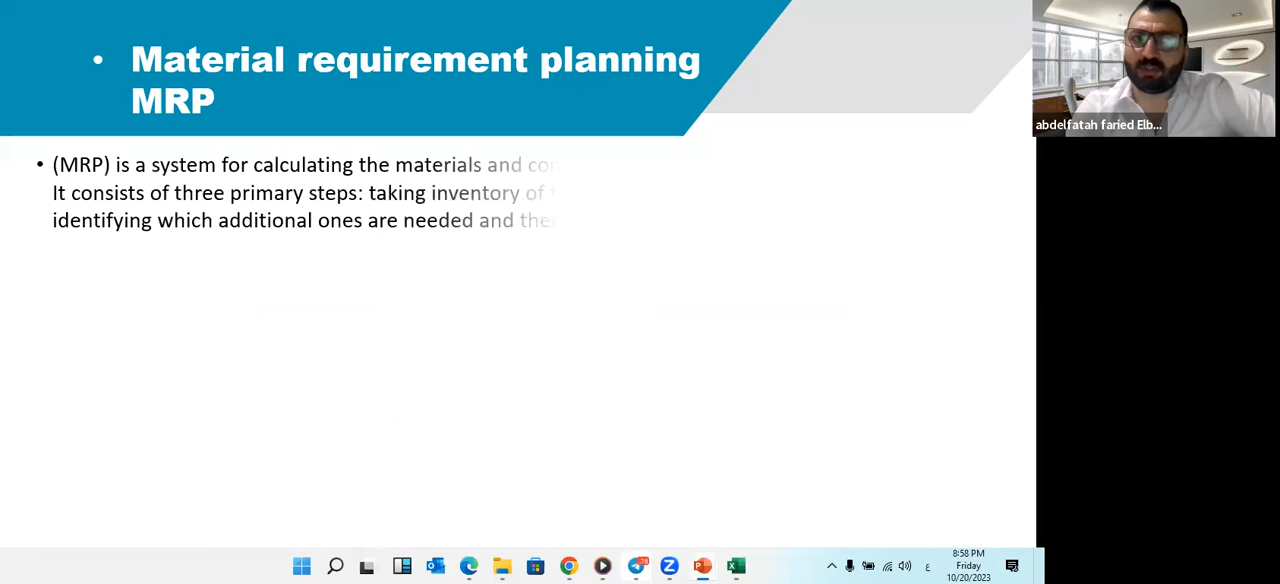 • Material requirement planning
MRP
abdelfatah faried Elb...
• (MRP) is a system for calculating the materials and con
It consists of three primary steps: taking inventory of
identifying which additional ones are needed and then
8:58 PM
Friday
10/20/2023
ع